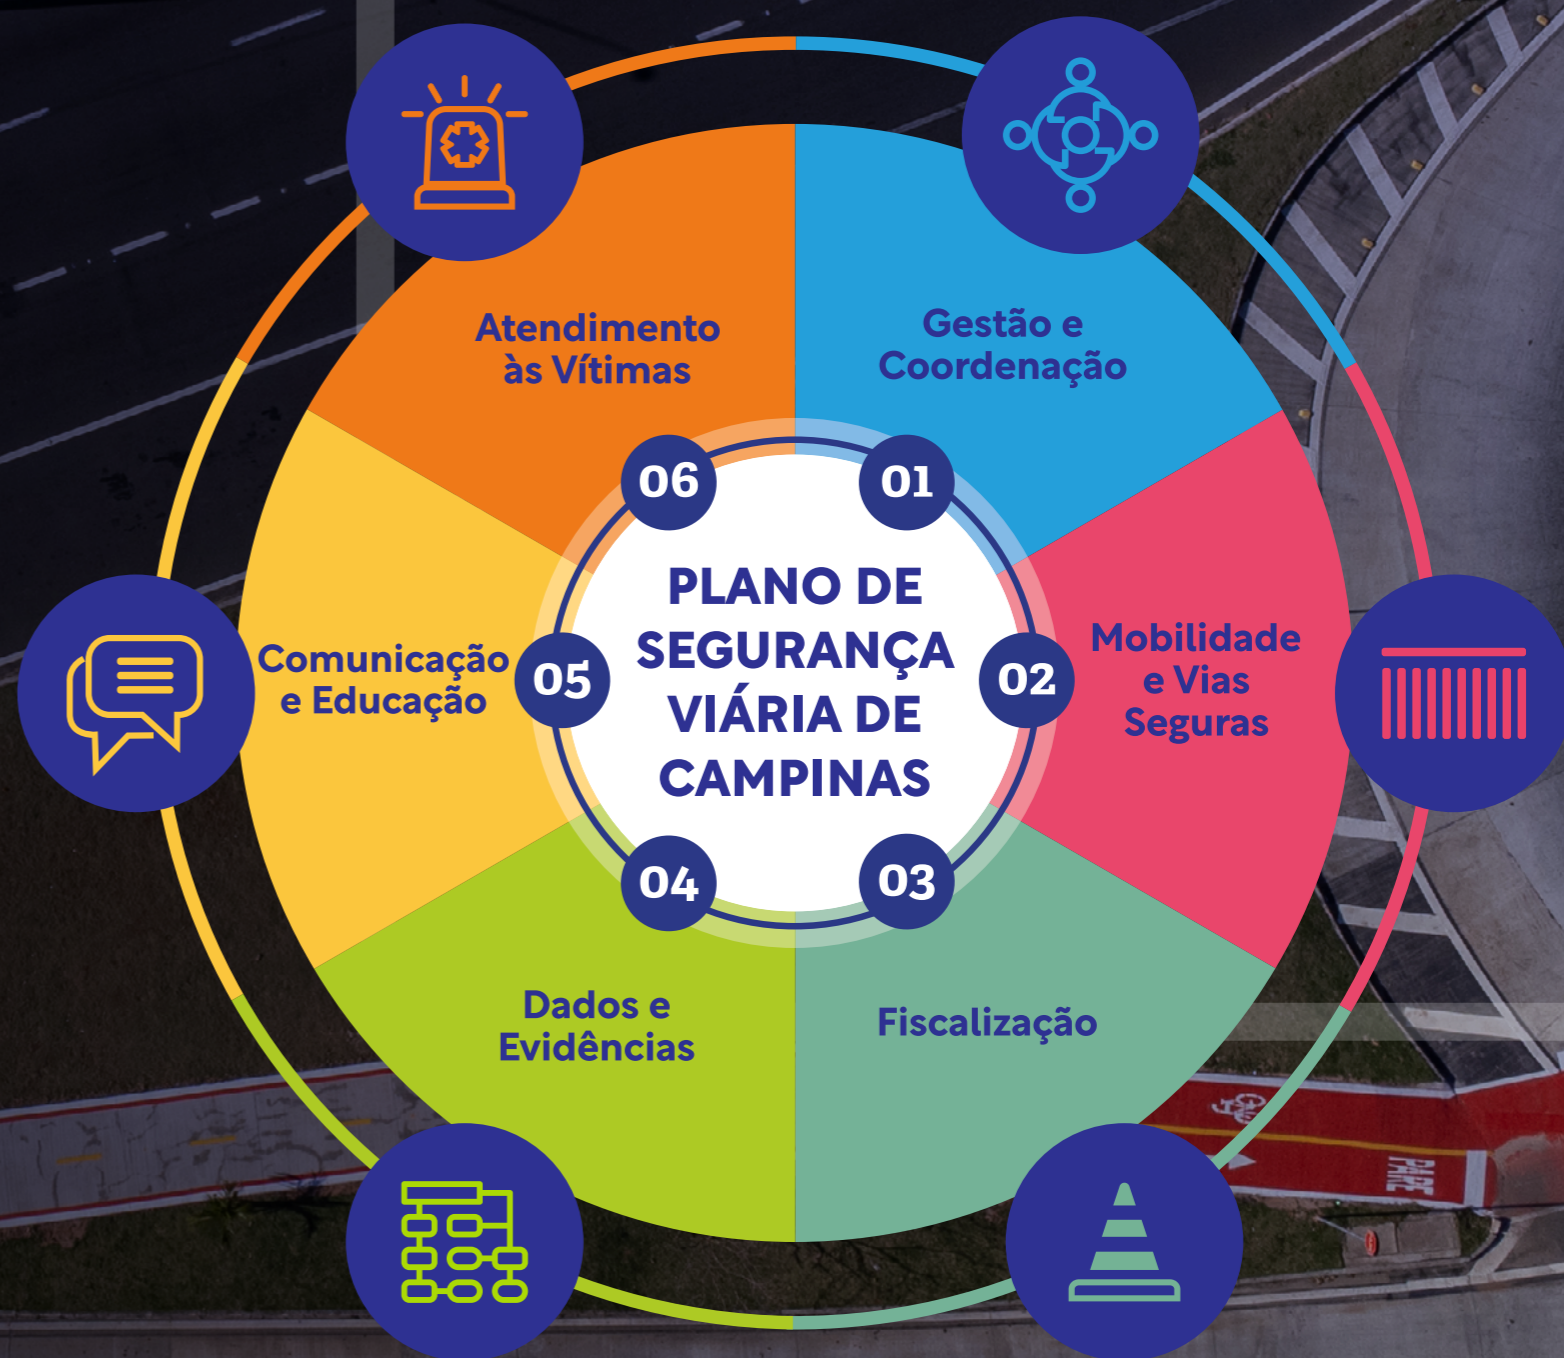 PLANO DE
SEGURANÇA
VIÁRIA DE
CAMPINAS
01
Gestão e
Coordenação
02
Mobilidade
e Vias
Seguras
03
Fiscalização
04
Dados e
Evidências
05
Comunicação
e Educação
06
Atendimento
às Vítimas
PARE